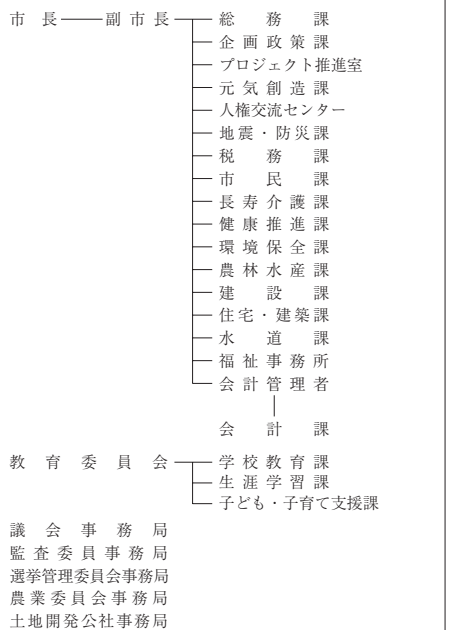 市長 副市長 総務課
企画政策課
プロジェクト推進室
元気創造課
人権交流センター
地震・防災課
税務課
市民課
長寿介護課
健康推進課
環境保全課
農林水産課
建設課
住宅・建築課
水道課
福祉事務所
会計管理者
会計課
教育委員会 学校教育課
生涯学習課
子ども・子育て支援課
議会事務局
監査委員事務局
選挙管理委員会事務局
農業委員会事務局
土地開発公社事務局